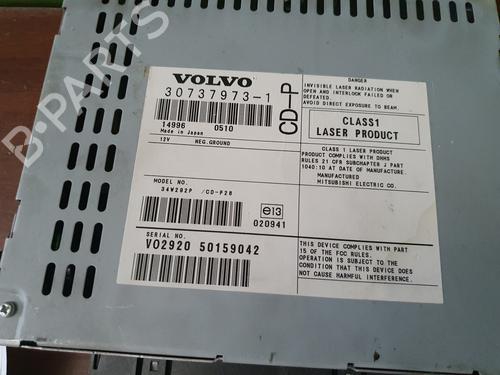 B-PARTS
VOLVO
30737973-1
14996 0510
Made in Japan
12V NEG.GROUND
CD-P
MODEL NO.
34W292P /CD-P26
e13
020941
SERIAL NO.
VO2920 50159042
DANGER
INVISIBLE LASER RADIATION WHEN
OPEN AND INTERLOCK FAILED OR
DEFEATED.
AVOID DIRECT EXPOSURE TO BEAM.
CLASS1
LASER PRODUCT
CLASS 1 LASER PRODUCT
PRODUCT COMPLIES WITH DHHS
RULES 21 CFR SUBCHAPTER J PART
1040:10 AT DATE OF MANUFACTURE.
MANUFACTURED
MITSUBISHI ELECTRIC CO.
THIS DEVICE COMPLIES WITH PART
15 OF THE FCC RULES.
OPERATION IS SUBJECT TO THE
CONDITION THAT THIS DEVICE DOES
NOT CAUSE HARMFUL INTERFERENCE.